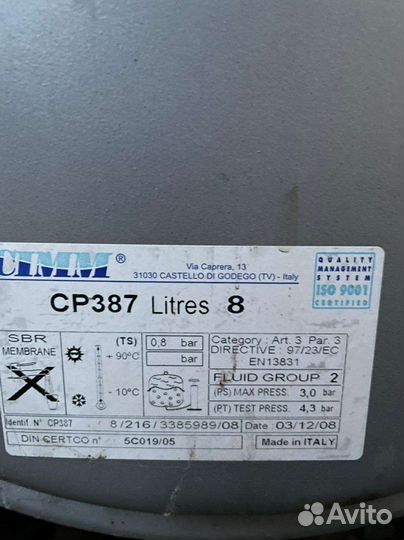 CIMM®
Via Caprera, 13
31030 CASTELLO DI GODEGO (TV) - Italy
QUALITY
MANAGEMENT
SYSTEM
ISO 9001
CP387 Litres 8
SBR
MEMBRANE
(TS)
+ 90°C
- 10°C
0,8 bar
bar
Category: Art. 3 Par. 3
DIRECTIVE: 97/23/EC
EN13831
FLUID GROUP 2
(PS) MAX PRESS. 3,0 bar
(PT) TEST PRESS. 4,3 bar
Identif. N° CP387 8/216/3385989/08 Date: 03/12/08
DIN CERTCO n° 5C019/05 Made in ITALY
Avito